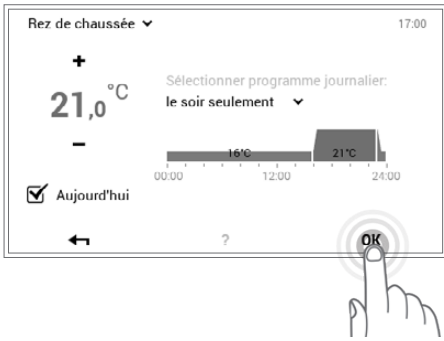 Rez de chaussée
17:00
+
21,0°C
−
Sélectionner programme journalier:
le soir seulement
16°C
21°C
00:00
12:00
24:00
Aujourd'hui
?
OK